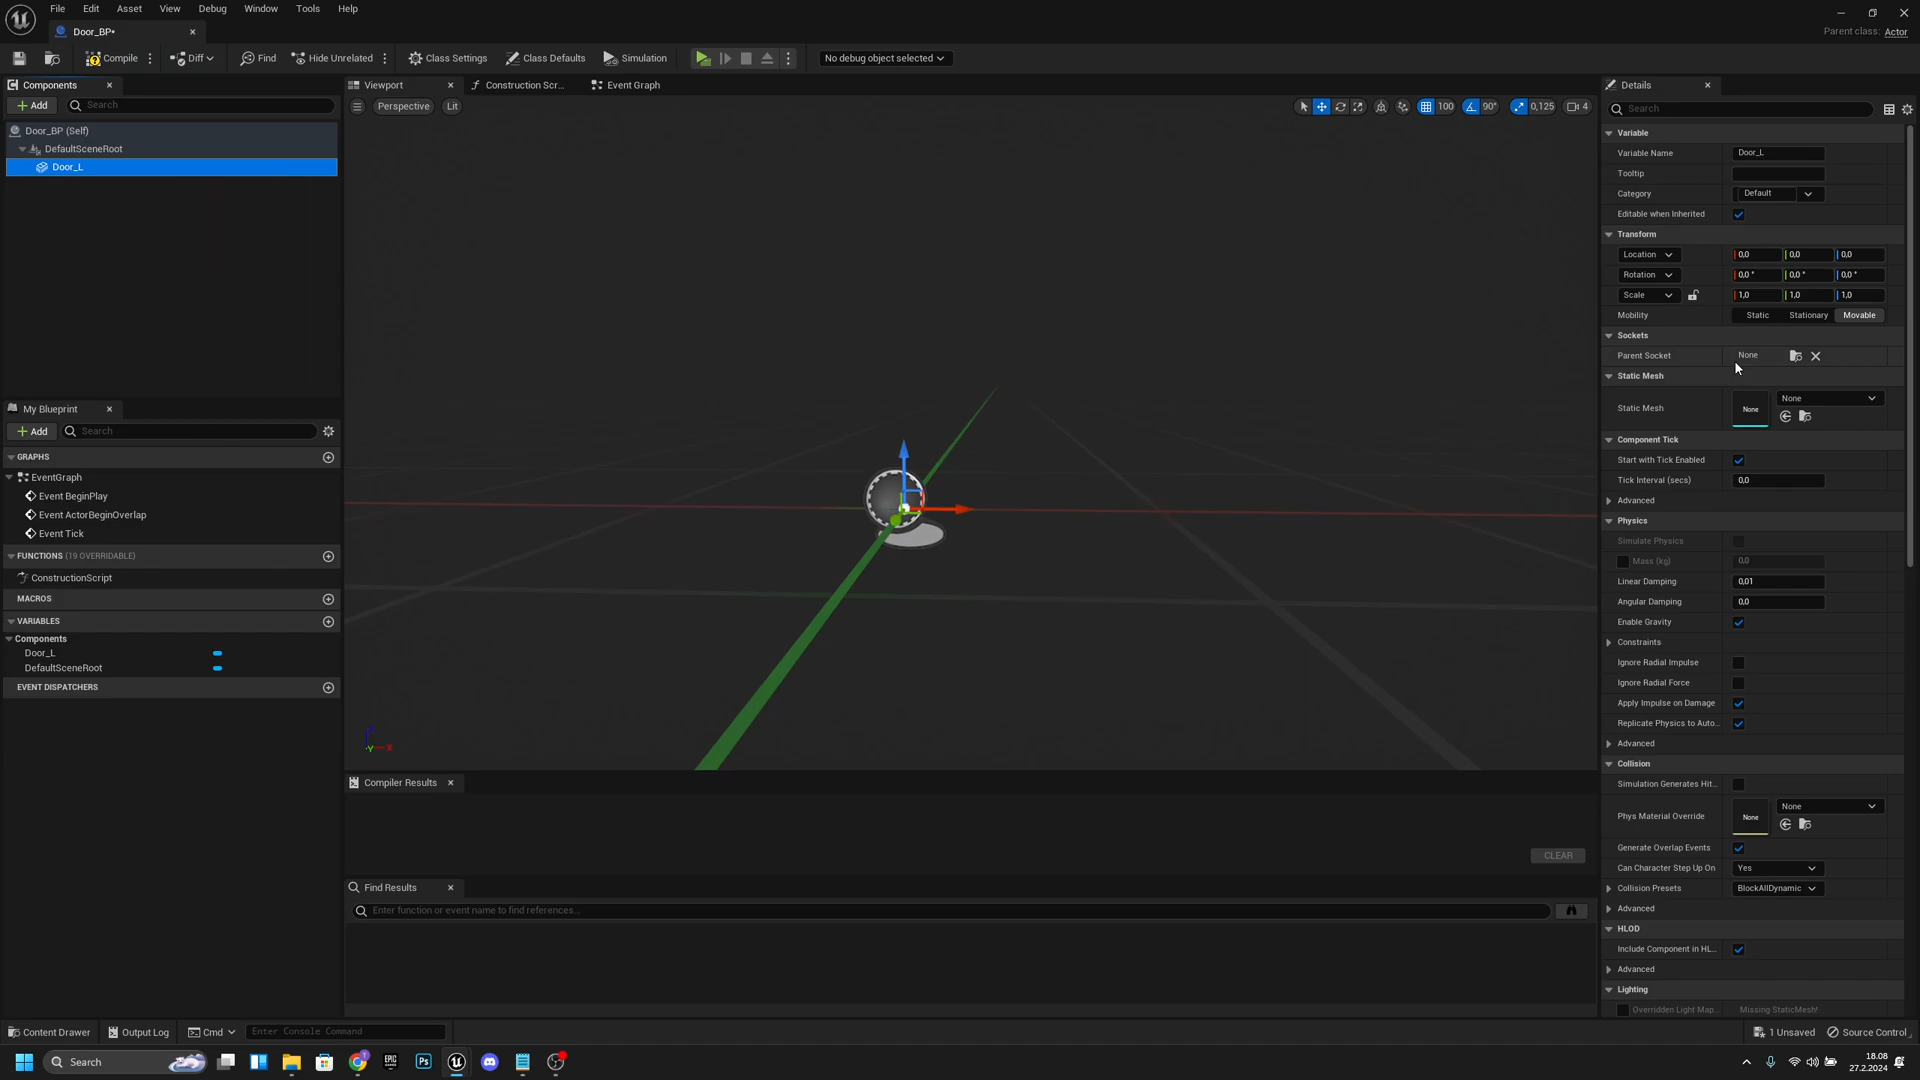 File Edit Asset View Debug Window Tools Help
Door_BP•
Parent class: Actor
Compile Diff Find Hide Unrelated Class Settings Class Defaults Simulation No debug object selected
Components
Add Search
Door_BP (Self)
DefaultSceneRoot
Door_L
My Blueprint
Add Search
GRAPHS
EventGraph
Event BeginPlay
Event ActorBeginOverlap
Event Tick
FUNCTIONS (19 OVERRIDABLE)
ConstructionScript
MACROS
VARIABLES
Components
Door_L
DefaultSceneRoot
EVENT DISPATCHERS
Viewport Construction Scr... Event Graph
Perspective Lit 100 90° 0,125 4
X
Y
Compiler Results
CLEAR
Find Results
Enter function or event name to find references...
Details
Search
Variable
Variable Name Door_L
Tooltip
Category Default
Editable when Inherited
Transform
Location 0,0 0,0 0,0
Rotation 0,0 ° 0,0 ° 0,0 °
Scale 1,0 1,0 1,0
Mobility Static Stationary Movable
Sockets
Parent Socket None
Static Mesh
Static Mesh None None
Component Tick
Start with Tick Enabled
Tick Interval (secs) 0,0
Advanced
Physics
Simulate Physics
Mass (kg) 0,0
Linear Damping 0,01
Angular Damping 0,0
Enable Gravity
Constraints
Ignore Radial Impulse
Ignore Radial Force
Apply Impulse on Damage
Replicate Physics to Auto...
Advanced
Collision
Simulation Generates Hit...
Phys Material Override None None
Generate Overlap Events
Can Character Step Up On Yes
Collision Presets BlockAllDynamic
Advanced
HLOD
Include Component in HL...
Advanced
Lighting
Overridden Light Map... Missing StaticMesh!
Content Drawer Output Log Cmd Enter Console Command 1 Unsaved Source Control
Search
EPIC
Ps
18.08
27.2.2024